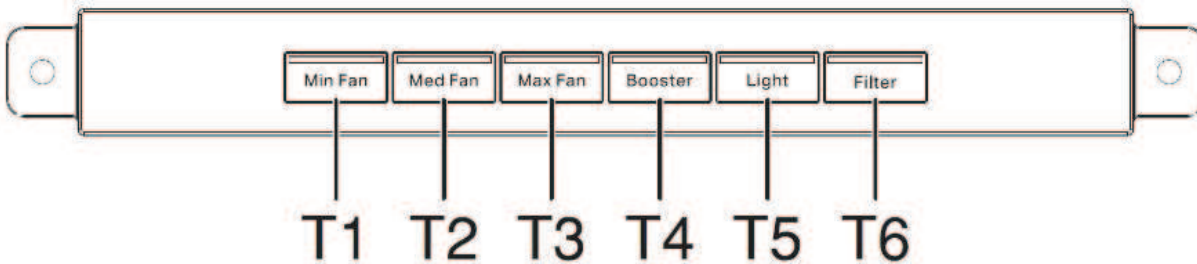 Min Fan Med Fan Max Fan Booster Light Filter
T1 T2 T3 T4 T5 T6